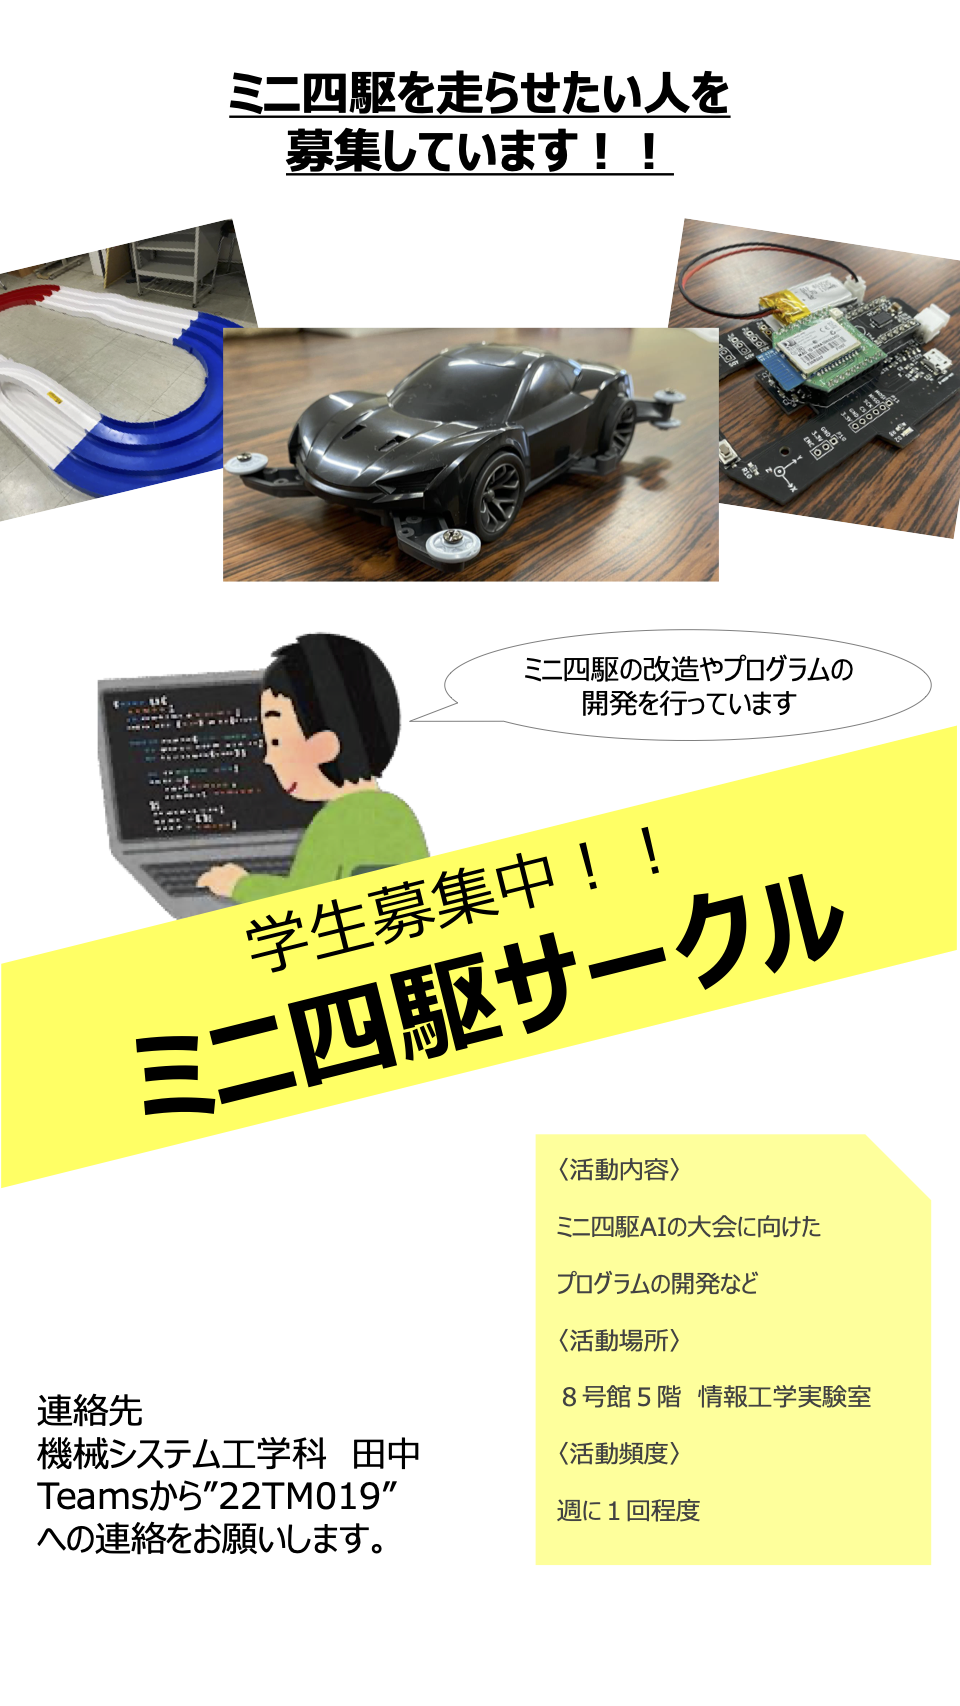 ミニ四駆を走らせたい人を
募集しています！！
ミニ四駆の改造やプログラムの
開発を行っています
学生募集中！！
ミニ四駆サークル
〈活動内容〉
ミニ四駆AIの大会に向けた
プログラムの開発など
〈活動場所〉
８号館５階　情報工学実験室
〈活動頻度〉
週に１回程度
連絡先
機械システム工学科　田中
Teamsから”22TM019”
への連絡をお願いします。